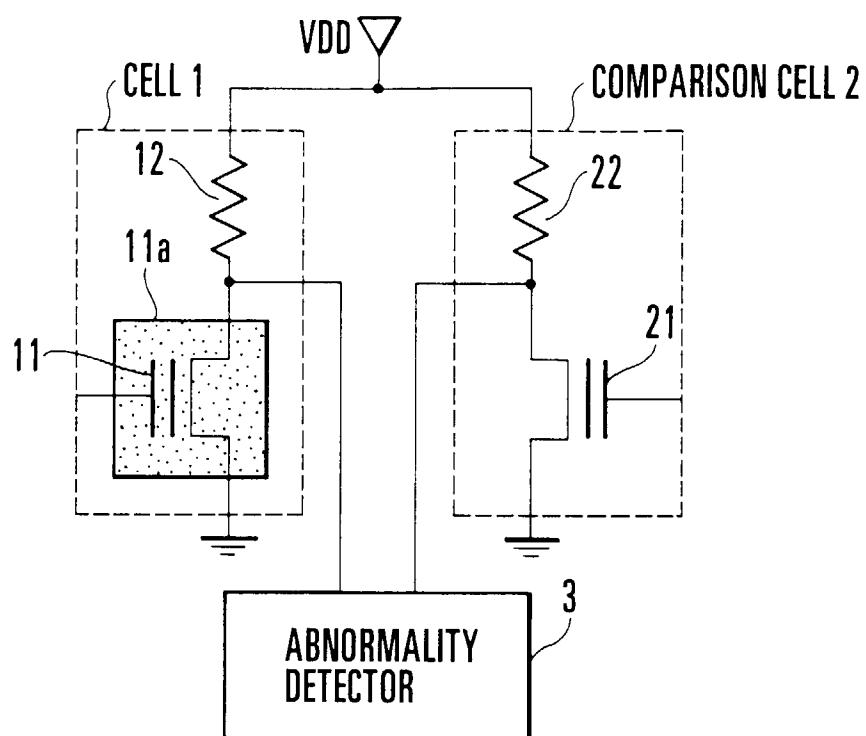 VDD
CELL 1
COMPARISON CELL 2
12
22
11a
11
21
3
ABNORMALITY
DETECTOR